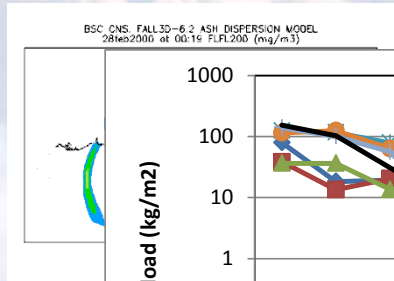 BSC CNS. FALL3D-6.2 ASH DISPERSION MODEL
28feb2000 at 00:19 FLFL200 (mg/m3)
1000
100
10
1
load (kg/m2)